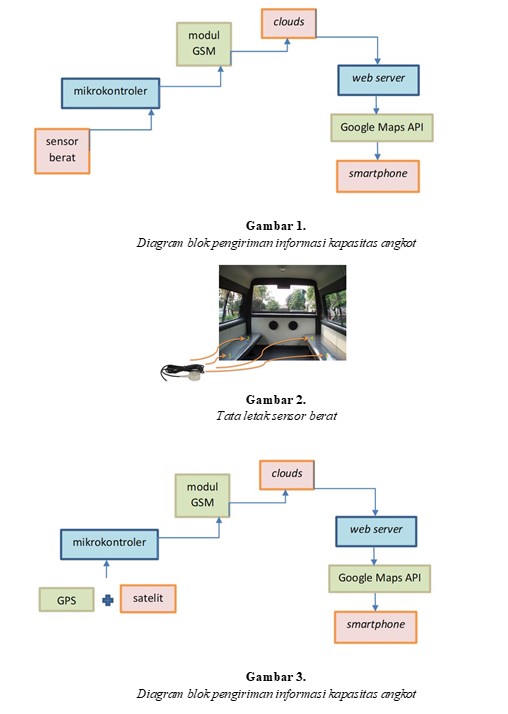 clouds
modul
GSM
web server
mikrokontroler
Google Maps API
sensor
berat
smartphone
Gambar 1.
Diagram blok pengiriman informasi kapasitas angkot
Gambar 2.
Tata letak sensor berat
clouds
modul
GSM
web server
mikrokontroler
Google Maps API
GPS
satelit
smartphone
Gambar 3.
Diagram blok pengiriman informasi kapasitas angkot